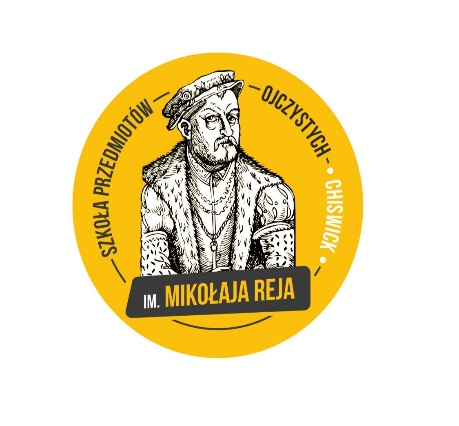 SZKOŁA PRZEDMIOTÓW
OJCZYSTYCH
CHISWICK
IM. MIKOŁAJA REJA